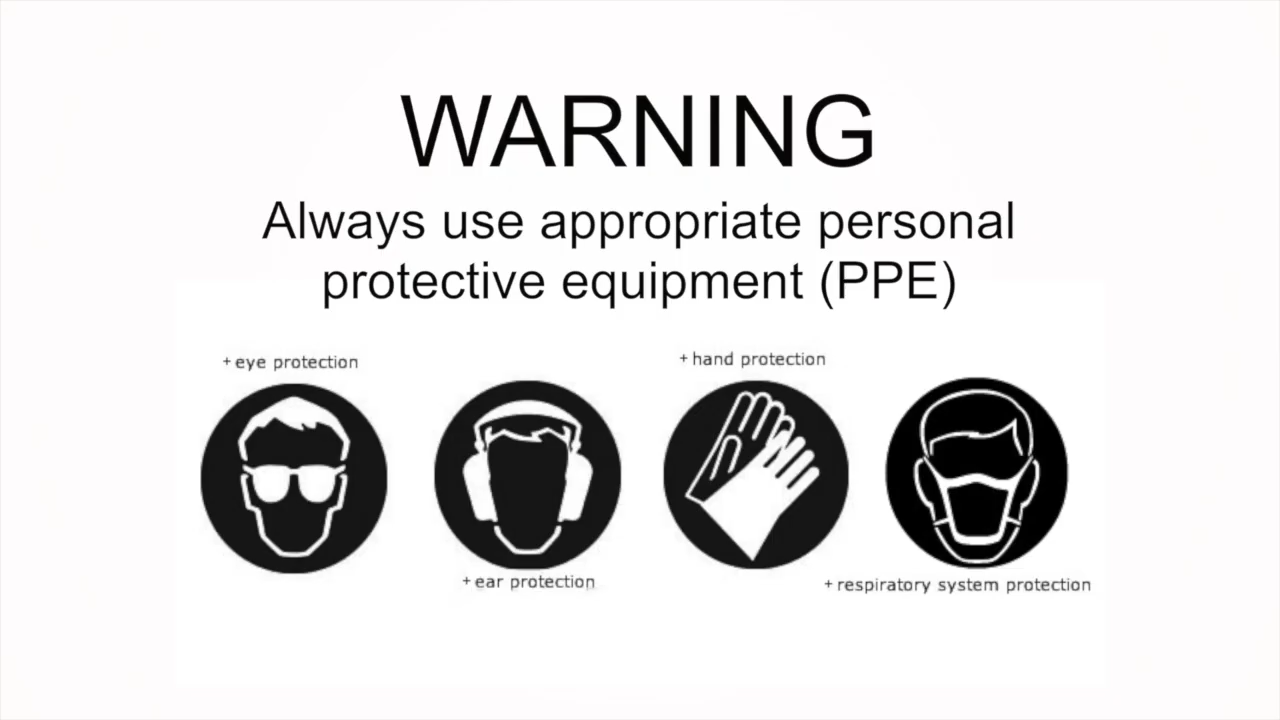 WARNING
Always use appropriate personal
protective equipment (PPE)
+ eye protection
+ ear protection
+ hand protection
+ respiratory system protection